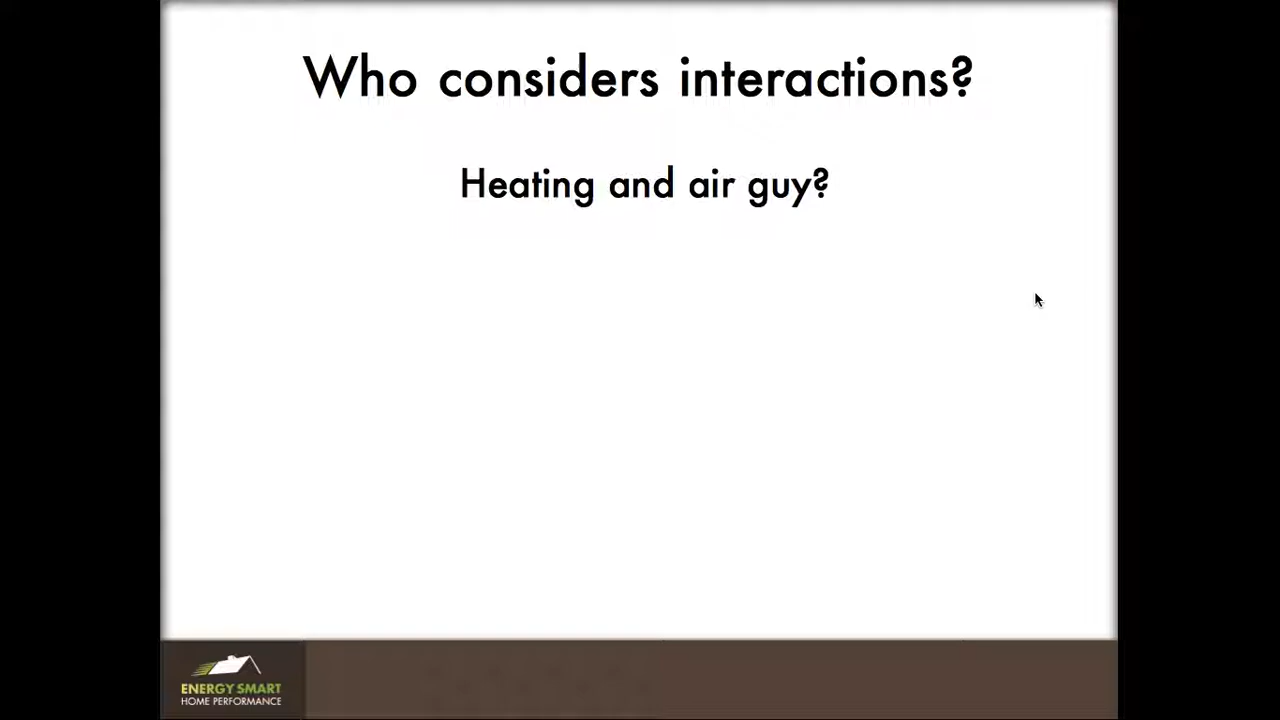 Who considers interactions?
Heating and air guy?
ENERGY SMART
HOME PERFORMANCE